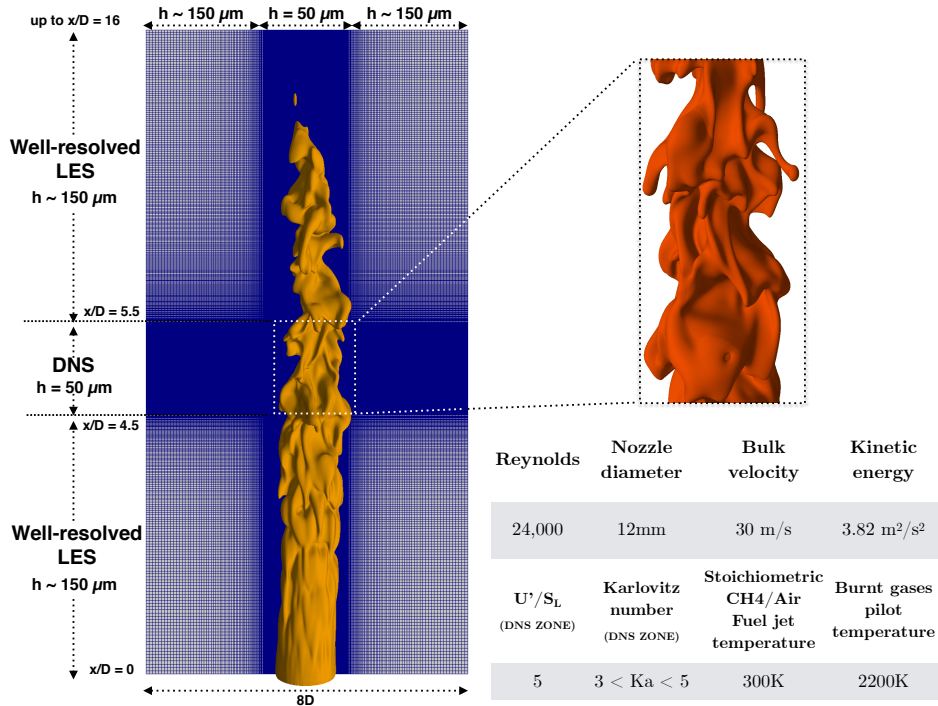 h ~ 150 µm
h = 50 µm
h ~ 150 µm
up to x/D = 16
Well-resolved
LES
h ~ 150 µm
x/D = 5.5
DNS
h = 50 µm
x/D = 4.5
Well-resolved
LES
h ~ 150 µm
x/D = 0
8D
Reynolds
Nozzle
diameter
Bulk
velocity
Kinetic
energy
24,000
12mm
30 m/s
3.82 m²/s²
U'/S_L
(DNS ZONE)
Karlovitz
number
(DNS ZONE)
Stoichiometric
CH4/Air
Fuel jet
temperature
Burnt gases
pilot
temperature
5
3 < Ka < 5
300K
2200K